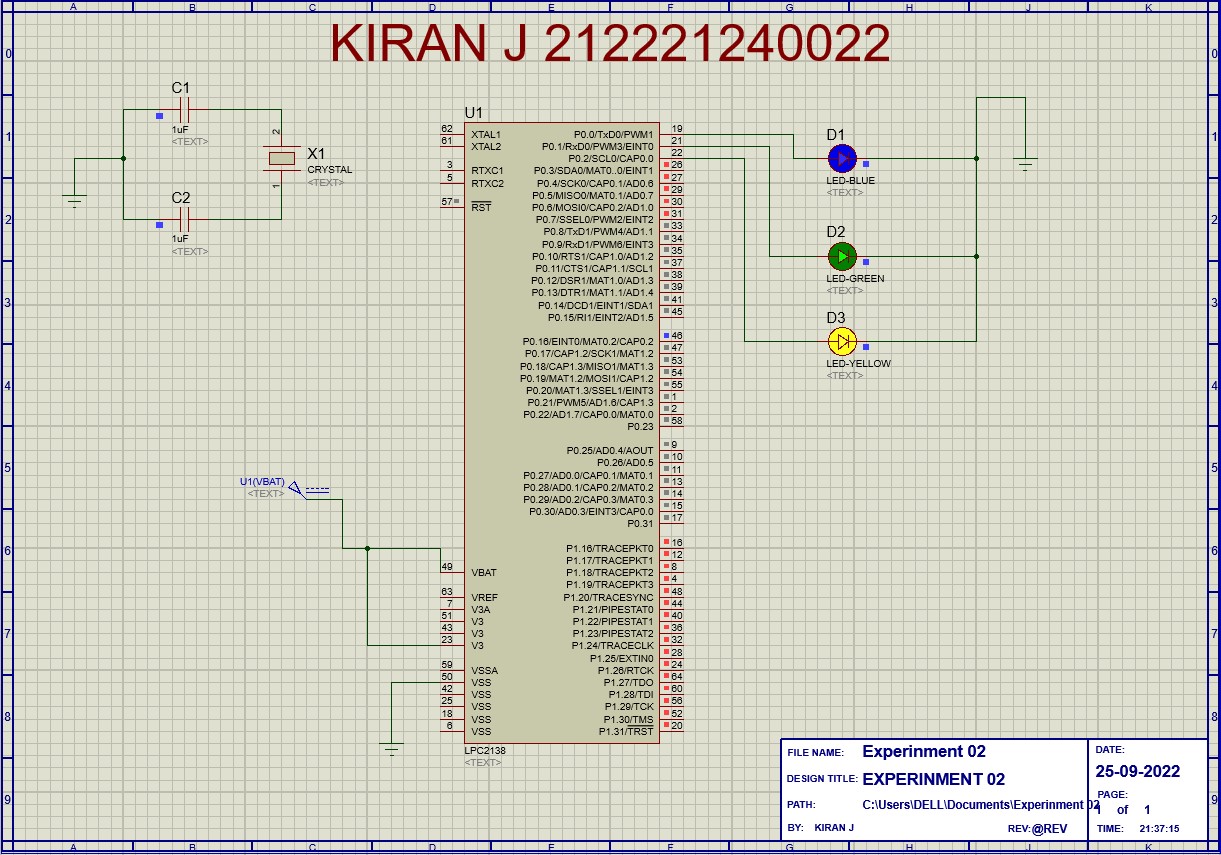 A B C D E F G H J K
KIRAN J 212221240022
0 0
1 1
2 2
3 3
4 4
5 5
6 6
7 7
8 8
9 9
C1
1uF
<TEXT>
C2
1uF
<TEXT>
2
X1
CRYSTAL
<TEXT>
1
U1(VBAT)
<TEXT>
U1
62 XTAL1
61 XTAL2
3 RTXC1
5 RTXC2
57 RST
49 VBAT
63 VREF
7 V3A
51 V3
43 V3
23 V3
59 VSSA
50 VSS
42 VSS
25 VSS
18 VSS
6 VSS
P0.0/TxD0/PWM1 19
P0.1/RxD0/PWM3/EINT0 21
P0.2/SCL0/CAP0.0 22
P0.3/SDA0/MAT0..0/EINT1 26
P0.4/SCK0/CAP0.1/AD0.6 27
P0.5/MISO0/MAT0.1/AD0.7 29
P0.6/MOSI0/CAP0.2/AD1.0 30
P0.7/SSEL0/PWM2/EINT2 31
P0.8/TxD1/PWM4/AD1.1 33
P0.9/RxD1/PWM6/EINT3 34
P0.10/RTS1/CAP1.0/AD1.2 35
P0.11/CTS1/CAP1.1/SCL1 37
P0.12/DSR1/MAT1.0/AD1.3 38
P0.13/DTR1/MAT1.1/AD1.4 39
P0.14/DCD1/EINT1/SDA1 41
P0.15/RI1/EINT2/AD1.5 45
P0.16/EINT0/MAT0.2/CAP0.2 46
P0.17/CAP1.2/SCK1/MAT1.2 47
P0.18/CAP1.3/MISO1/MAT1.3 53
P0.19/MAT1.2/MOSI1/CAP1.2 54
P0.20/MAT1.3/SSEL1/EINT3 55
P0.21/PWM5/AD1.6/CAP1.3 1
P0.22/AD1.7/CAP0.0/MAT0.0 2
P0.23 58
P0.25/AD0.4/AOUT 9
P0.26/AD0.5 10
P0.27/AD0.0/CAP0.1/MAT0.1 11
P0.28/AD0.1/CAP0.2/MAT0.2 13
P0.29/AD0.2/CAP0.3/MAT0.3 14
P0.30/AD0.3/EINT3/CAP0.0 15
P0.31 17
P1.16/TRACEPKT0 16
P1.17/TRACEPKT1 12
P1.18/TRACEPKT2 8
P1.19/TRACEPKT3 4
P1.20/TRACESYNC 48
P1.21/PIPESTAT0 44
P1.22/PIPESTAT1 40
P1.23/PIPESTAT2 36
P1.24/TRACECLK 32
P1.25/EXTIN0 28
P1.26/RTCK 24
P1.27/TDO 64
P1.28/TDI 60
P1.29/TCK 56
P1.30/TMS 52
P1.31/TRST 20
LPC2138
<TEXT>
D1
LED-BLUE
<TEXT>
D2
LED-GREEN
<TEXT>
D3
LED-YELLOW
<TEXT>
FILE NAME: Experinment 02
DESIGN TITLE: EXPERINMENT 02
PATH: C:\Users\DELL\Documents\Experinment 02
BY: KIRAN J REV:@REV
DATE:
25-09-2022
PAGE:
1 of 1
TIME: 21:37:15
A B C D E F G H J K